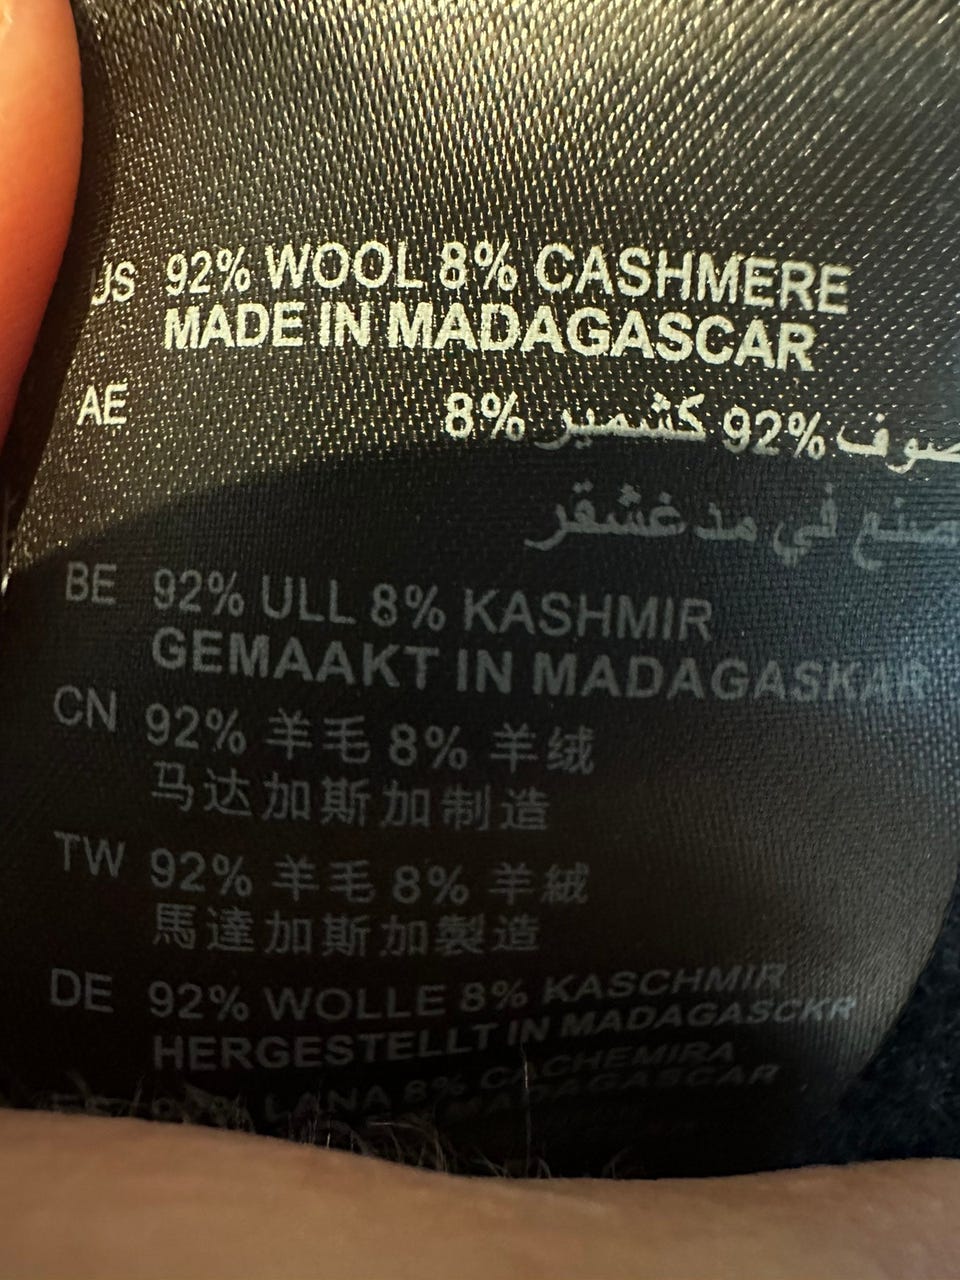 US 92% WOOL 8% CASHMERE
MADE IN MADAGASCAR
AE صوف 92% كشمير 8%
صنع في مدغشقر
BE 92% ULL 8% KASHMIR
GEMAAKT IN MADAGASKAR
CN 92% 羊毛 8% 羊绒
马达加斯加制造
TW 92% 羊毛 8% 羊絨
馬達加斯加製造
DE 92% WOLLE 8% KASCHMIR
HERGESTELLT IN MADAGASCKR
LANA 8% CACHEMIRA
MADAGASCAR